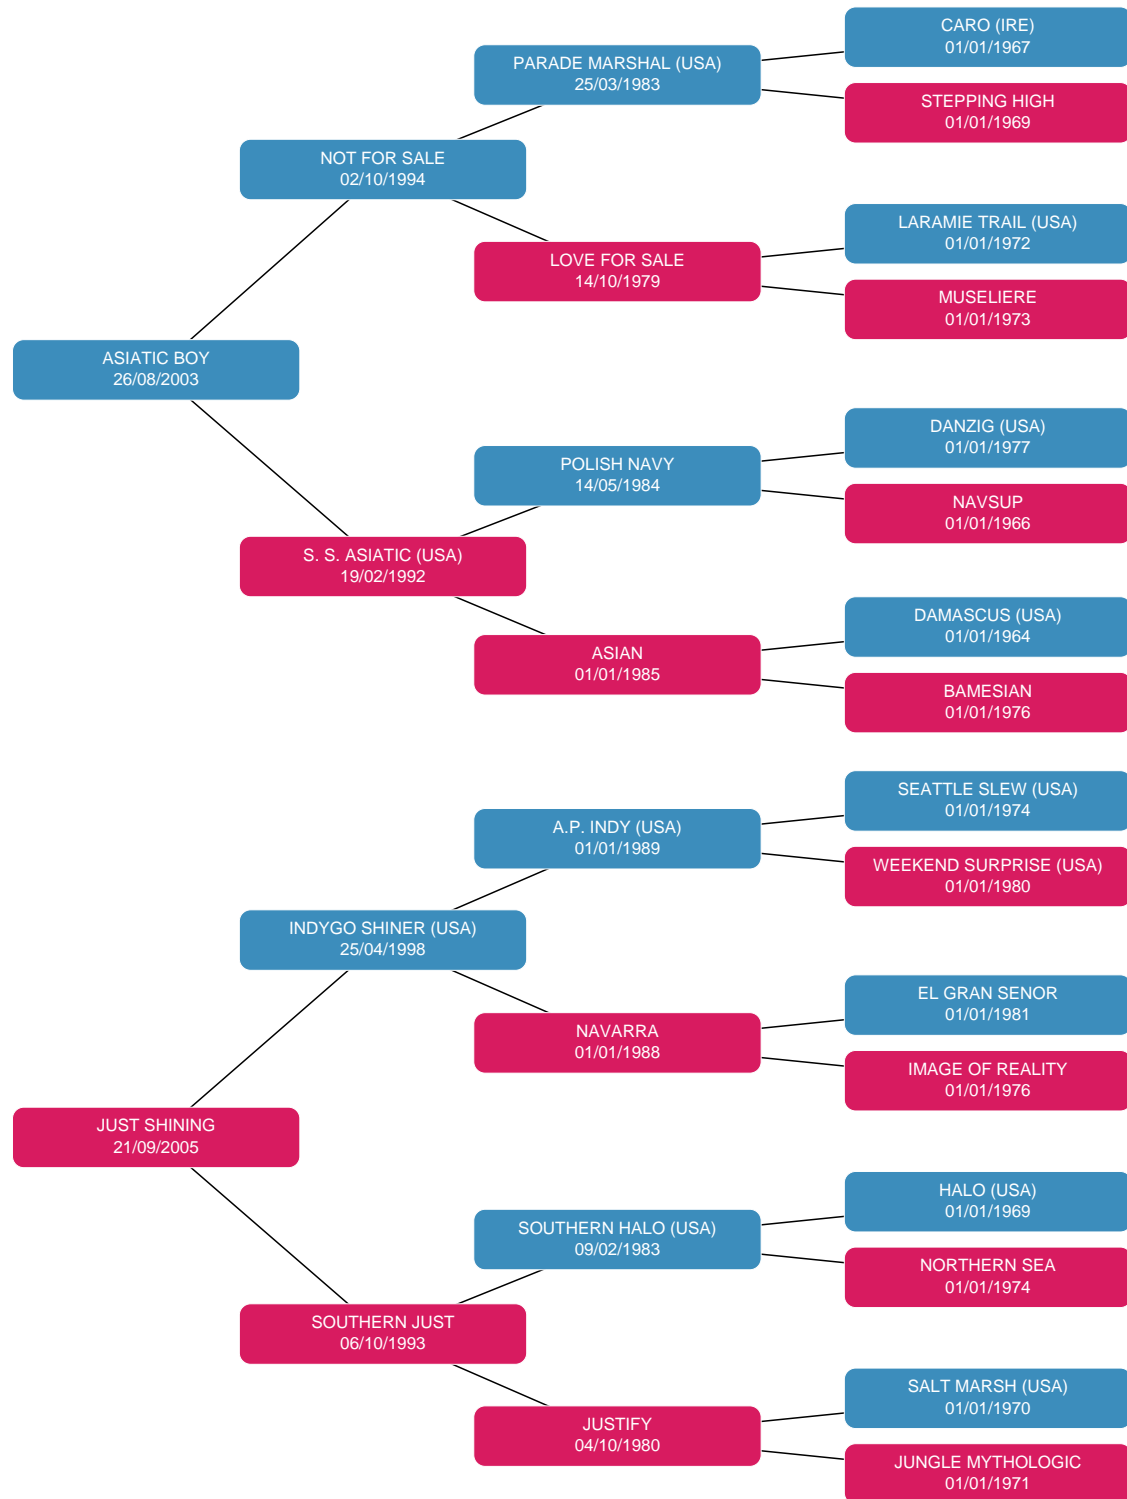 CARO (IRE)
01/01/1967
PARADE MARSHAL (USA)
25/03/1983
STEPPING HIGH
01/01/1969
NOT FOR SALE
02/10/1994
LARAMIE TRAIL (USA)
01/01/1972
LOVE FOR SALE
14/10/1979
MUSELIERE
01/01/1973
ASIATIC BOY
26/08/2003
DANZIG (USA)
01/01/1977
POLISH NAVY
14/05/1984
NAVSUP
01/01/1966
S. S. ASIATIC (USA)
19/02/1992
DAMASCUS (USA)
01/01/1964
ASIAN
01/01/1985
BAMESIAN
01/01/1976
SEATTLE SLEW (USA)
01/01/1974
A.P. INDY (USA)
01/01/1989
WEEKEND SURPRISE (USA)
01/01/1980
INDYGO SHINER (USA)
25/04/1998
EL GRAN SENOR
01/01/1981
NAVARRA
01/01/1988
IMAGE OF REALITY
01/01/1976
JUST SHINING
21/09/2005
HALO (USA)
01/01/1969
SOUTHERN HALO (USA)
09/02/1983
NORTHERN SEA
01/01/1974
SOUTHERN JUST
06/10/1993
SALT MARSH (USA)
01/01/1970
JUSTIFY
04/10/1980
JUNGLE MYTHOLOGIC
01/01/1971